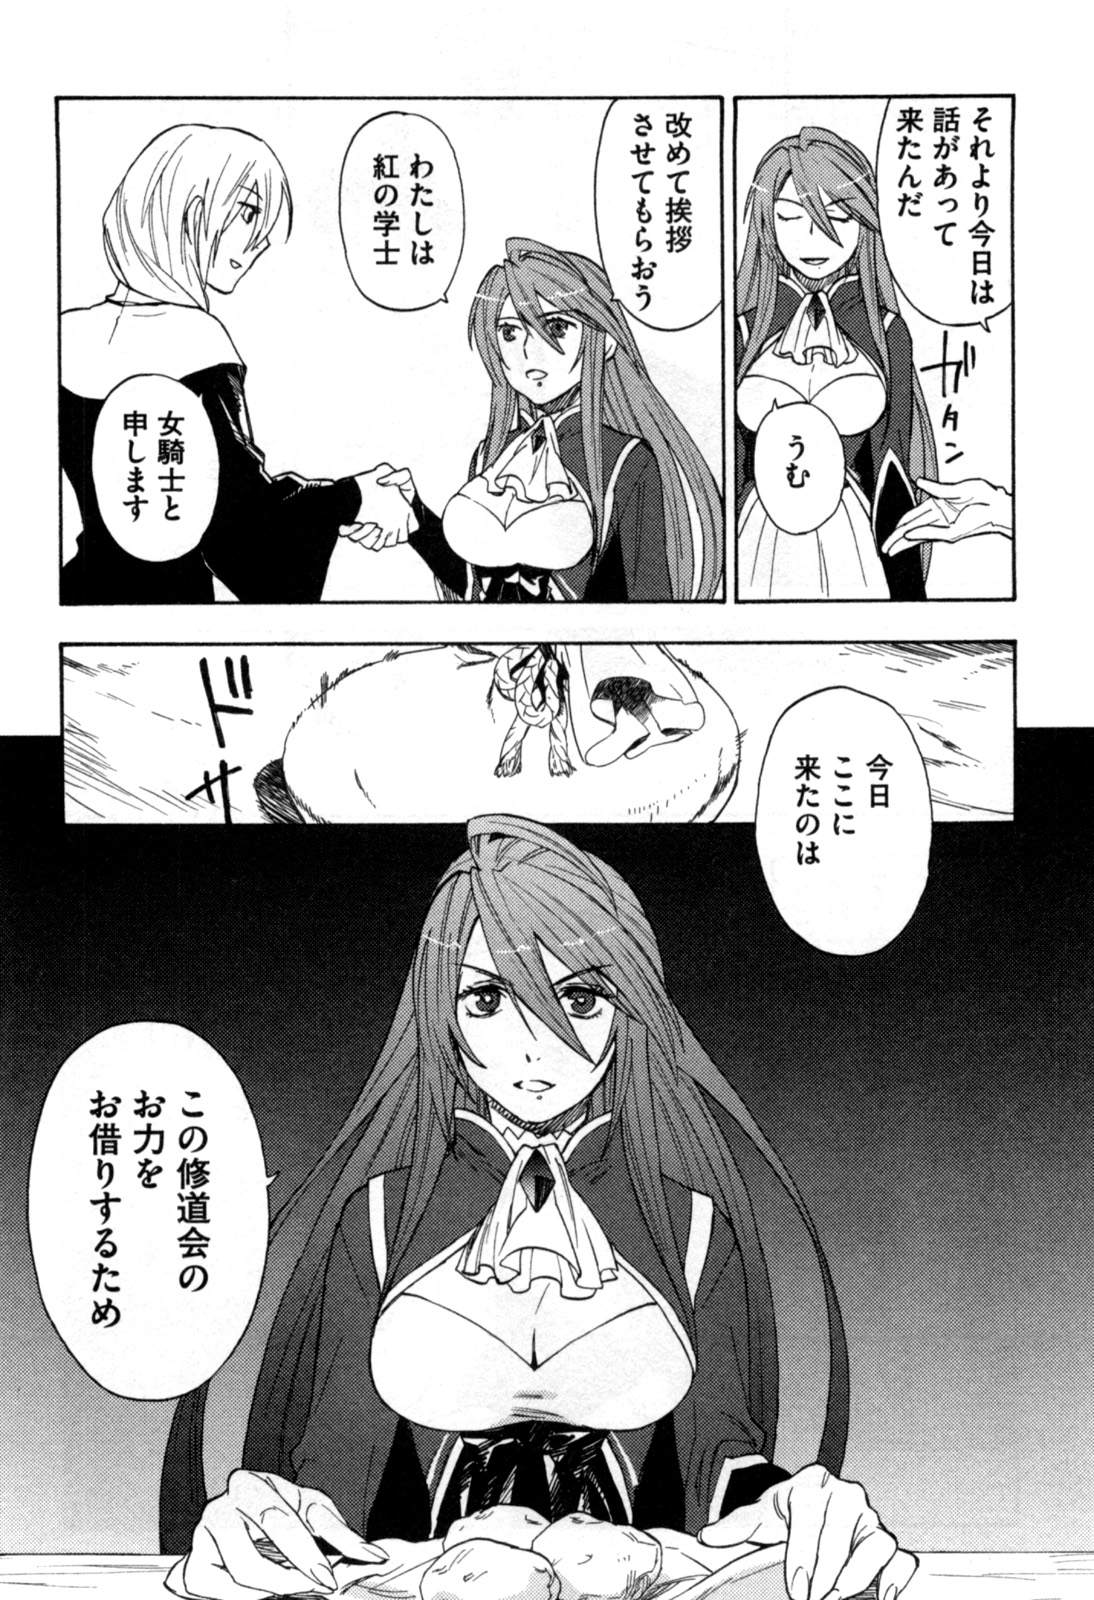 それより今日は
話があって
来たんだ
ガタン
うむ
改めて挨拶
させてもらおう
わたしは
紅の学士
女騎士と
申します
ドサッ
今日
ここに
来たのは
この修道会の
お力を
お借りするため